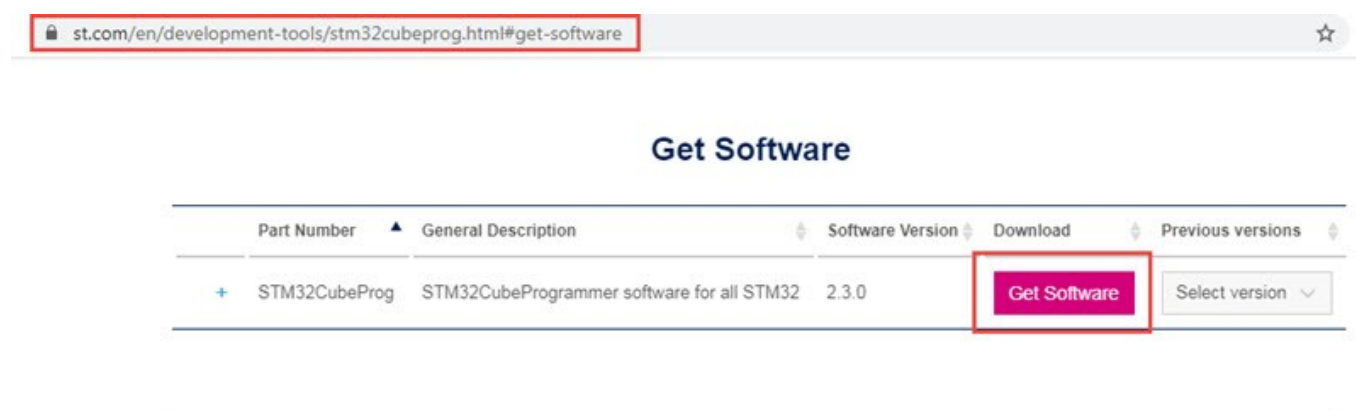 st.com/en/development-tools/stm32cubeprog.html#get-software
Get Software
Part Number General Description Software Version Download Previous versions
+ STM32CubeProg STM32CubeProgrammer software for all STM32 2.3.0 Get Software Select version